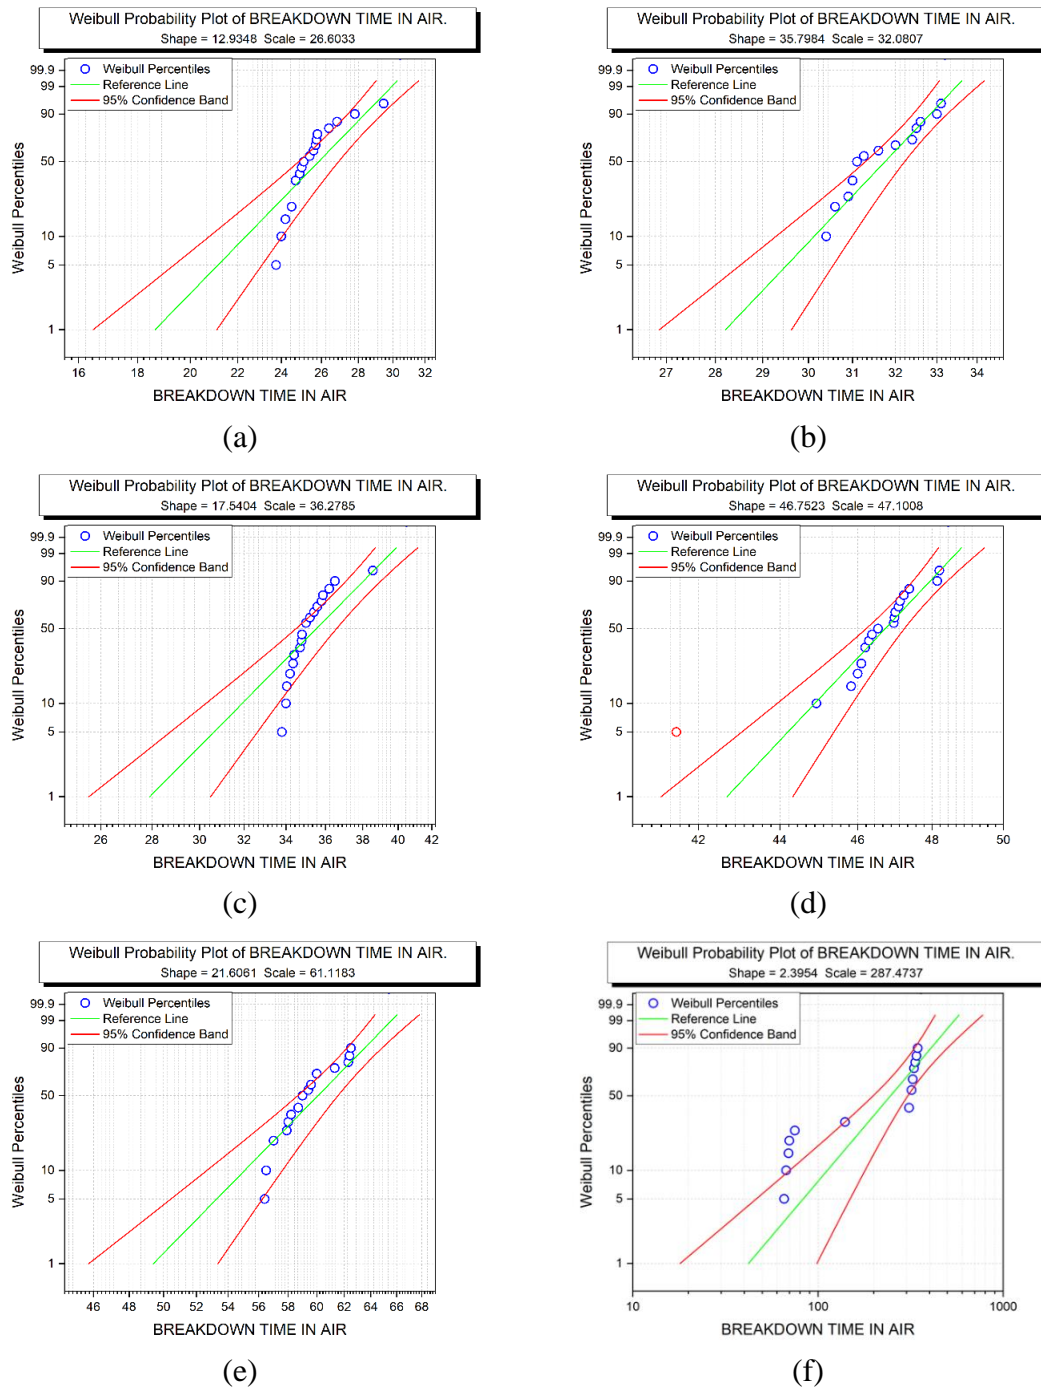 Weibull Probability Plot of BREAKDOWN TIME IN AIR.
Shape = 12.9348 Scale = 26.6033
Weibull Percentiles
Reference Line
95% Confidence Band
99.9
99
90
50
10
5
1
Weibull Percentiles
16 18 20 22 24 26 28 30 32
BREAKDOWN TIME IN AIR
(a)
Weibull Probability Plot of BREAKDOWN TIME IN AIR.
Shape = 35.7984 Scale = 32.0807
Weibull Percentiles
Reference Line
95% Confidence Band
99.9
99
90
50
10
5
1
Weibull Percentiles
27 28 29 30 31 32 33 34
BREAKDOWN TIME IN AIR
(b)
Weibull Probability Plot of BREAKDOWN TIME IN AIR.
Shape = 17.5404 Scale = 36.2785
Weibull Percentiles
Reference Line
95% Confidence Band
99.9
99
90
50
10
5
1
Weibull Percentiles
26 28 30 32 34 36 38 40 42
BREAKDOWN TIME IN AIR
(c)
Weibull Probability Plot of BREAKDOWN TIME IN AIR.
Shape = 46.7523 Scale = 47.1008
Weibull Percentiles
Reference Line
95% Confidence Band
99.9
99
90
50
10
5
1
Weibull Percentiles
42 44 46 48 50
BREAKDOWN TIME IN AIR
(d)
Weibull Probability Plot of BREAKDOWN TIME IN AIR.
Shape = 21.6061 Scale = 61.1183
Weibull Percentiles
Reference Line
95% Confidence Band
99.9
99
90
50
10
5
1
Weibull Percentiles
46 48 50 52 54 56 58 60 62 64 66 68
BREAKDOWN TIME IN AIR
(e)
Weibull Probability Plot of BREAKDOWN TIME IN AIR.
Shape = 2.3954 Scale = 287.4737
Weibull Percentiles
Reference Line
95% Confidence Band
99.9
99
90
50
10
5
1
Weibull Percentiles
10 100 1000
BREAKDOWN TIME IN AIR
(f)